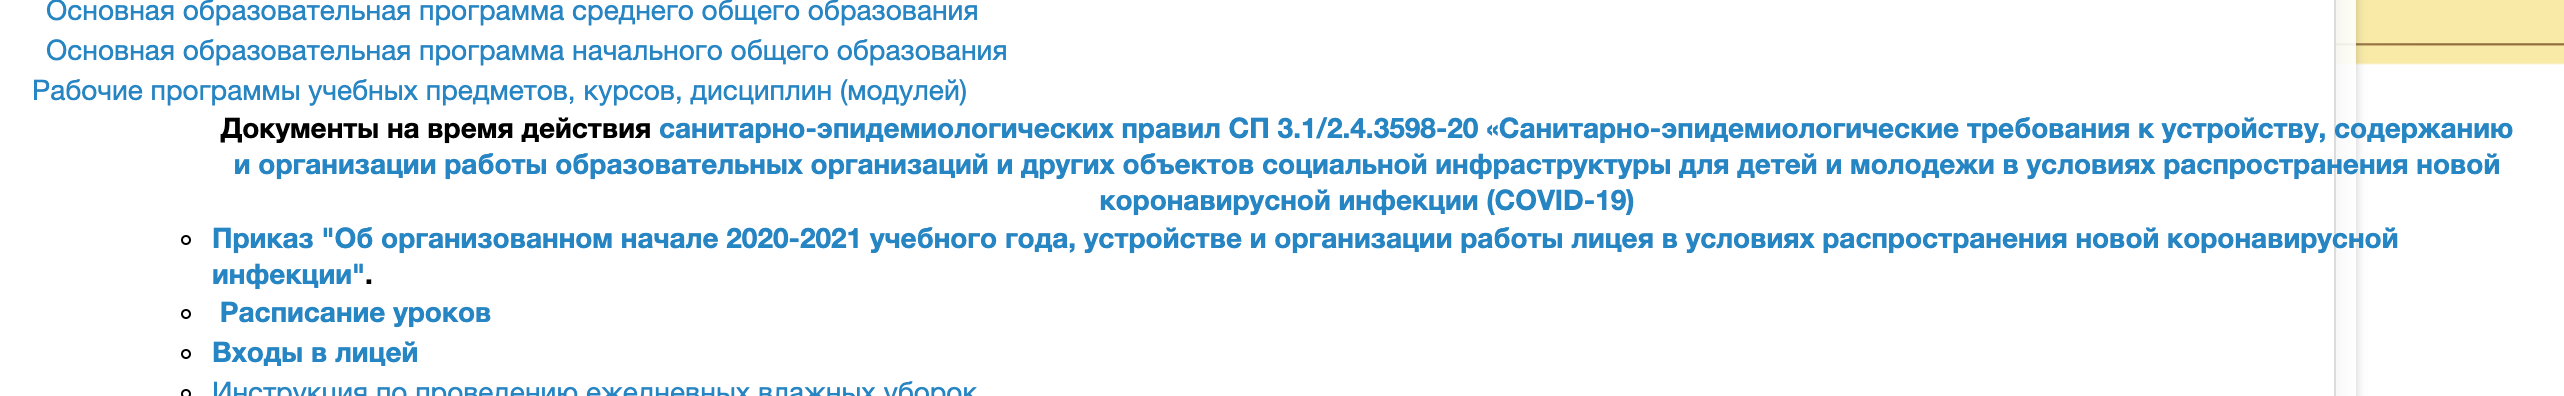 Основная образовательная программа среднего общего образования
Основная образовательная программа начального общего образования
Рабочие программы учебных предметов, курсов, дисциплин (модулей)
Документы на время действия санитарно-эпидемиологических правил СП 3.1/2.4.3598-20 «Санитарно-эпидемиологические требования к устройству, содержанию
и организации работы образовательных организаций и других объектов социальной инфраструктуры для детей и молодежи в условиях распространения новой
коронавирусной инфекции (COVID-19)
Приказ "Об организованном начале 2020-2021 учебного года, устройстве и организации работы лицея в условиях распространения новой коронавирусной
инфекции".
Расписание уроков
Входы в лицей
Инструкция по проведению ежедневных влажных уборок